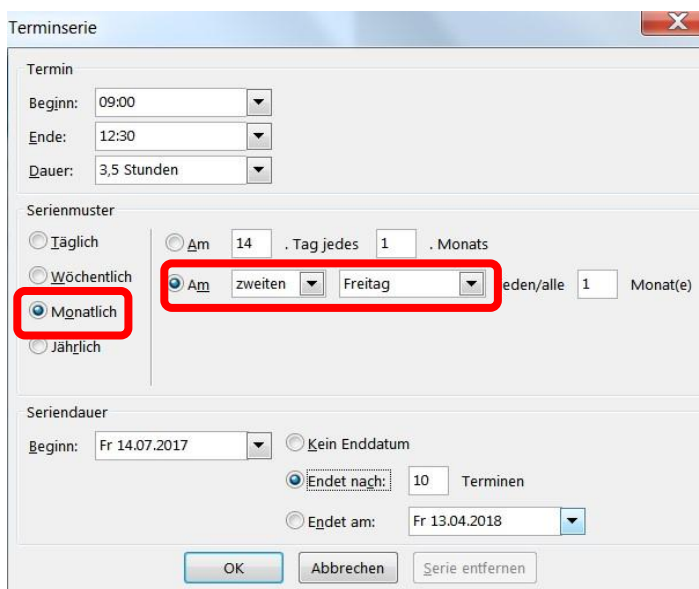 Terminserie
Termin
Beginn: 09:00
Ende: 12:30
Dauer: 3,5 Stunden
Serienmuster
Täglich
Wöchentlich
Monatlich
Jährlich
Am 14 . Tag jedes 1 . Monats
Am zweiten Freitag eden/alle 1 Monat(e)
Seriendauer
Beginn: Fr 14.07.2017
Kein Enddatum
Endet nach: 10 Terminen
Endet am: Fr 13.04.2018
OK Abbrechen Serie entfernen